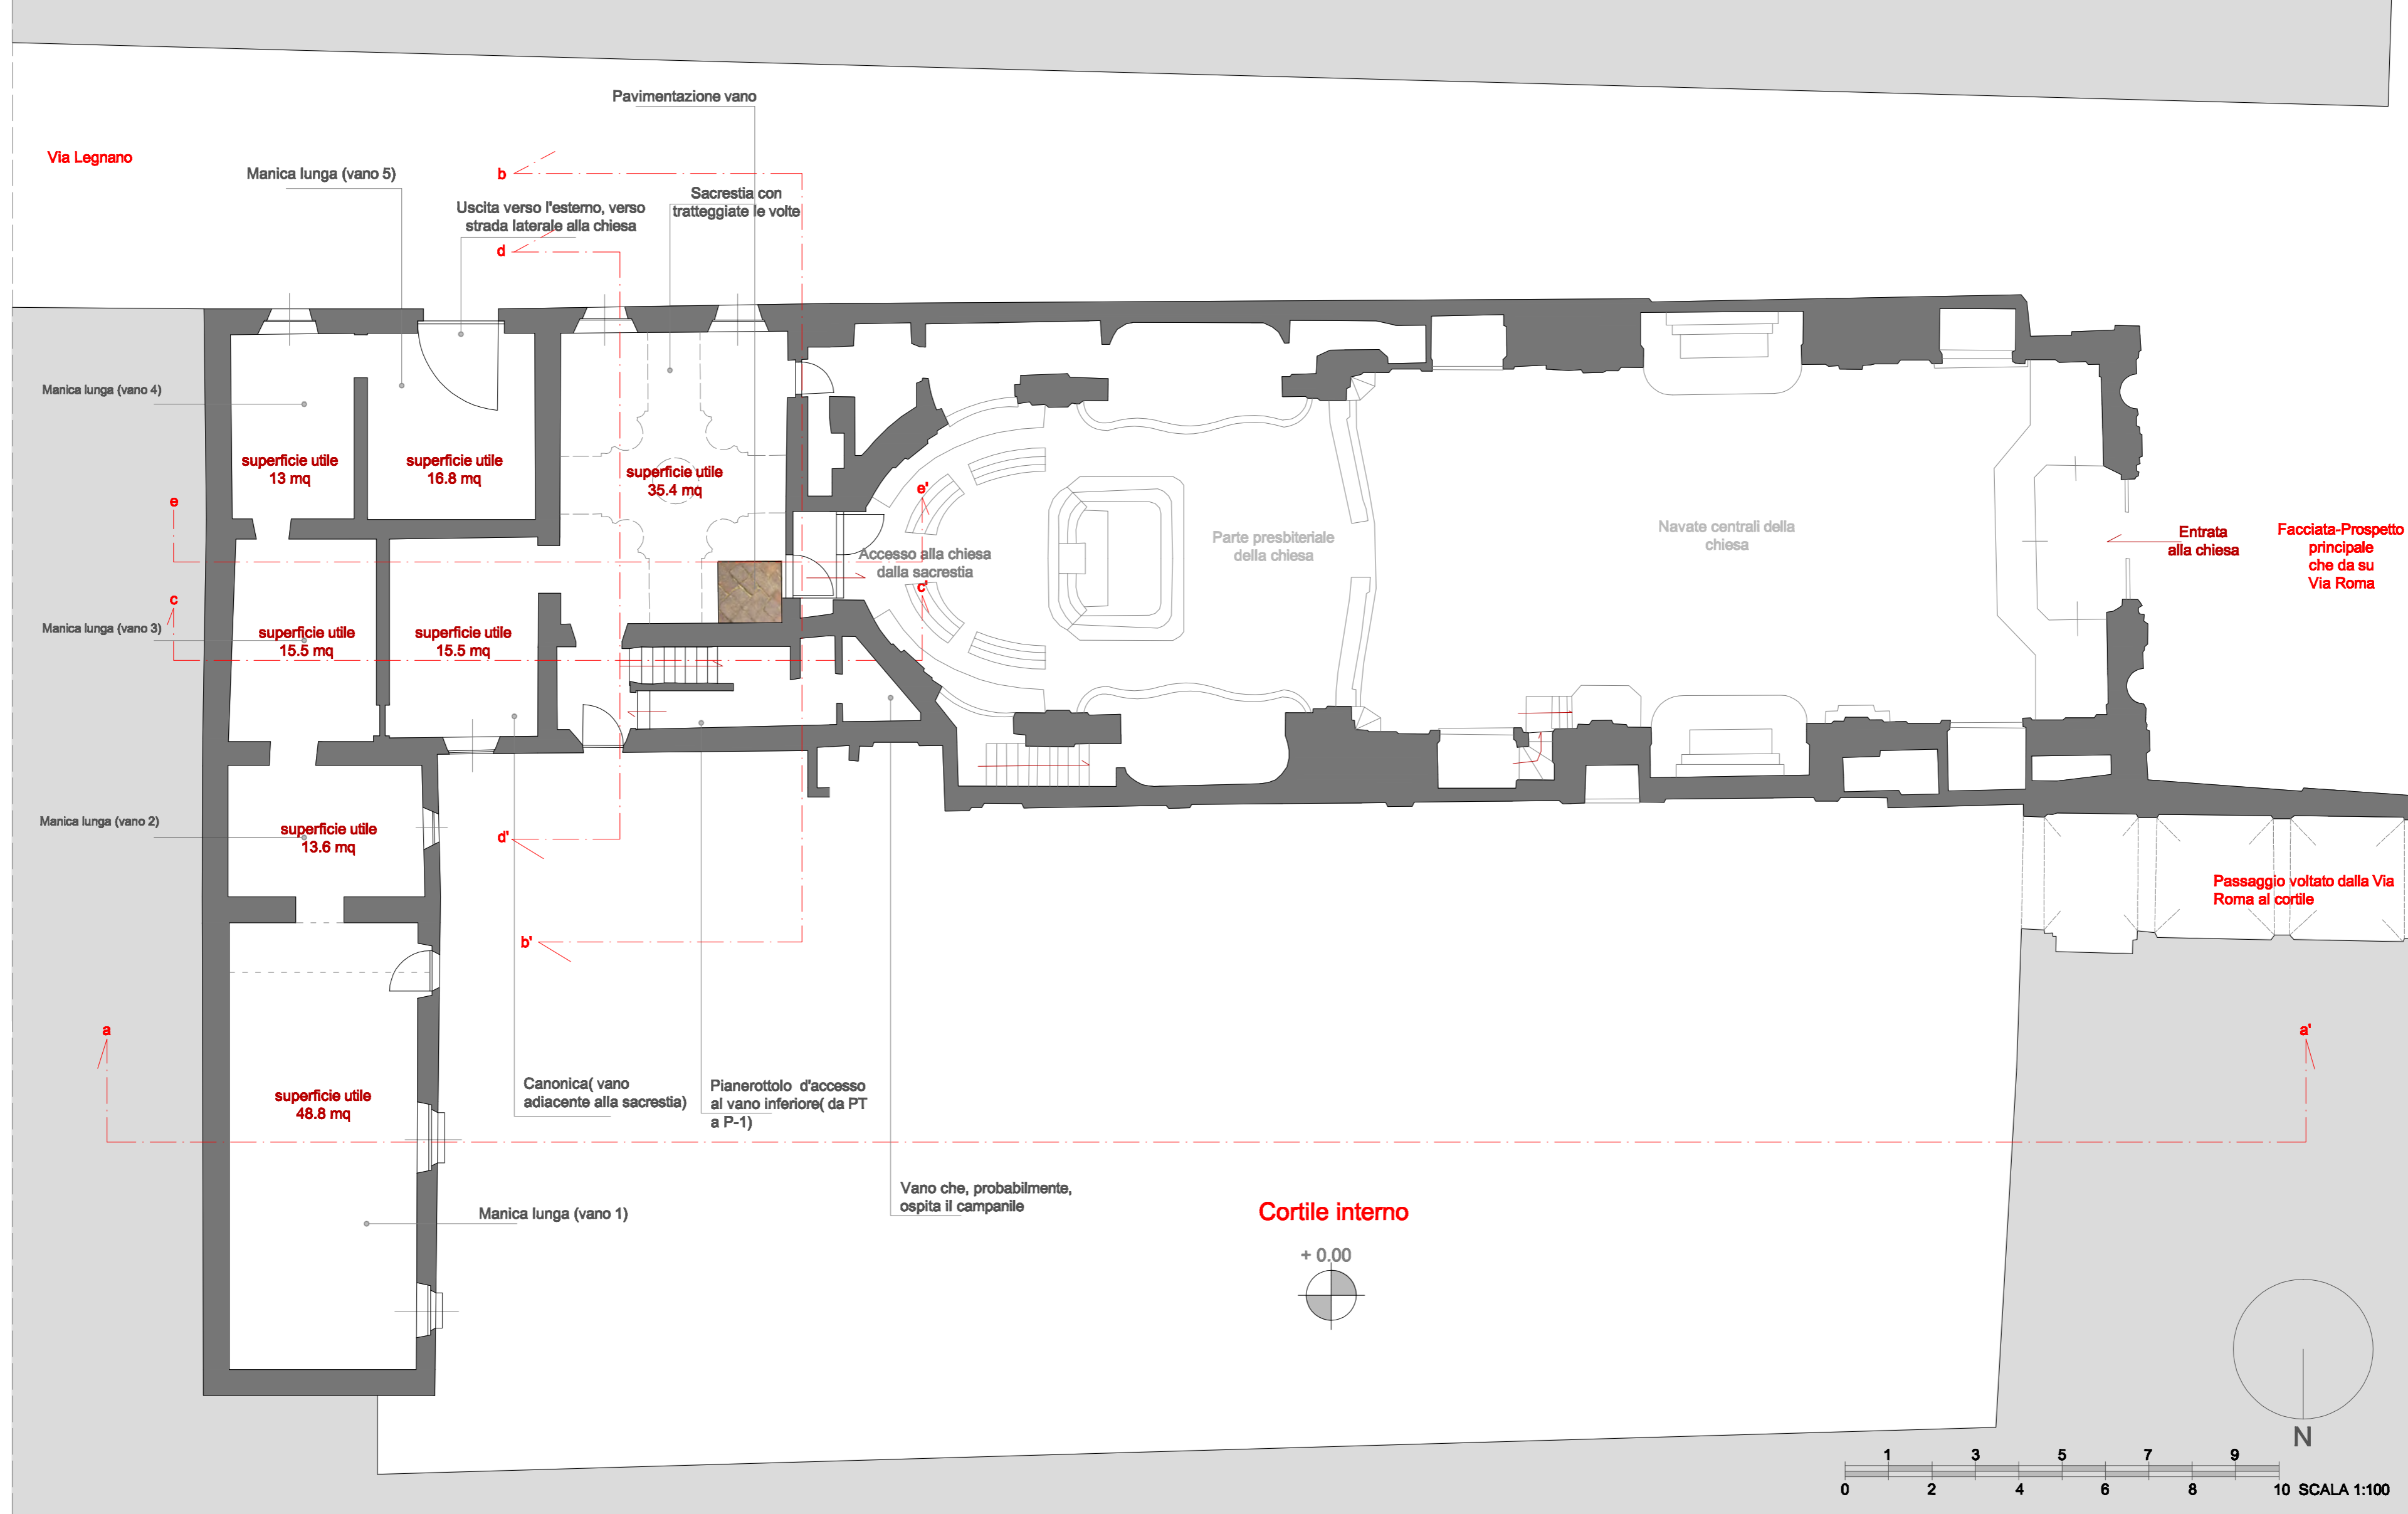 Pavimentazione vano
Via Legnano
Manica lunga (vano 5)
b
Sacrestia con
tratteggiate le volte
Uscita verso l'esterno, verso
strada laterale alla chiesa
d
Manica lunga (vano 4)
superficie utile
13 mq
superficie utile
16.8 mq
superficie utile
35.4 mq
e
e'
Accesso alla chiesa
dalla sacrestia
Parte presbiteriale
della chiesa
Navate centrali della
chiesa
Entrata
alla chiesa
Facciata-Prospetto
principale
che da su
Via Roma
c
c'
Manica lunga (vano 3)
superficie utile
15.5 mq
superficie utile
15.5 mq
Manica lunga (vano 2)
superficie utile
13.6 mq
d'
Passaggio voltato dalla Via
Roma al cortile
b'
a
a'
superficie utile
48.8 mq
Canonica( vano
adiacente alla sacrestia)
Pianerottolo d'accesso
al vano inferiore( da PT
a P-1)
Vano che, probabilmente,
ospita il campanile
Manica lunga (vano 1)
Cortile interno
+ 0.00
N
1 3 5 7 9
0 2 4 6 8 10 SCALA 1:100